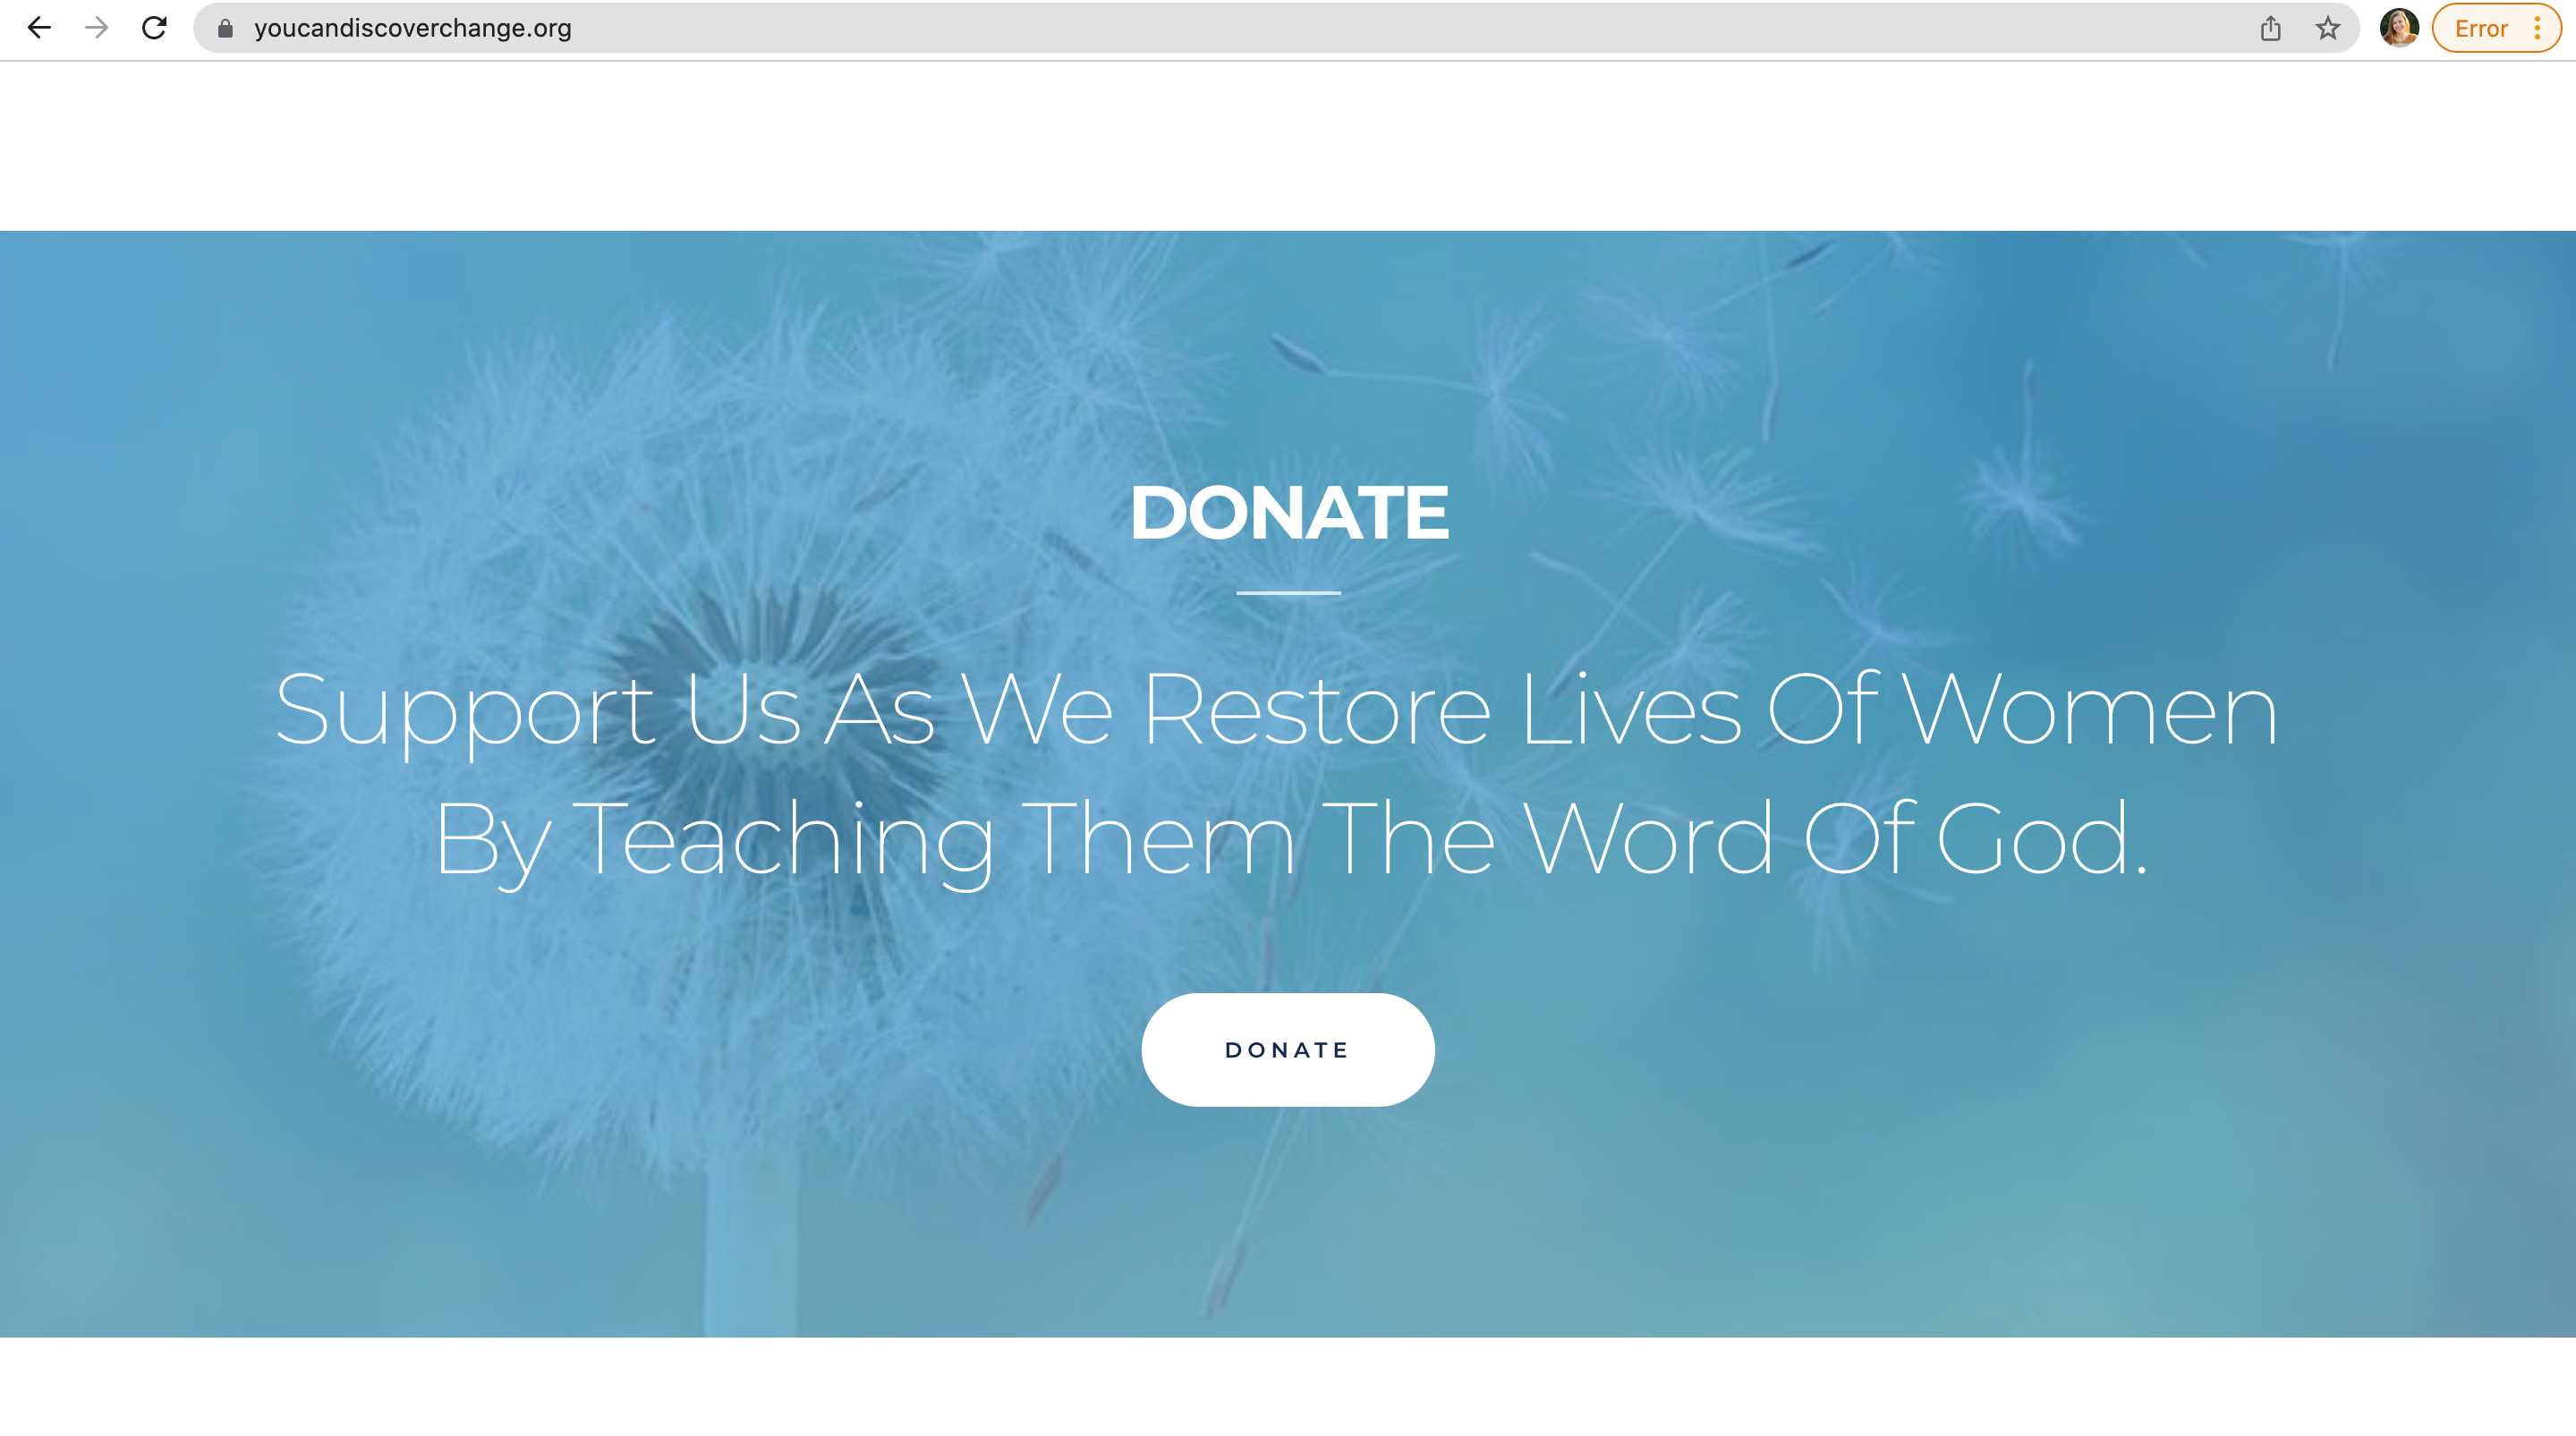 youcandiscoverchange.org
Error
DONATE
Support Us As We Restore Lives Of Women
By Teaching Them The Word Of God.
DONATE